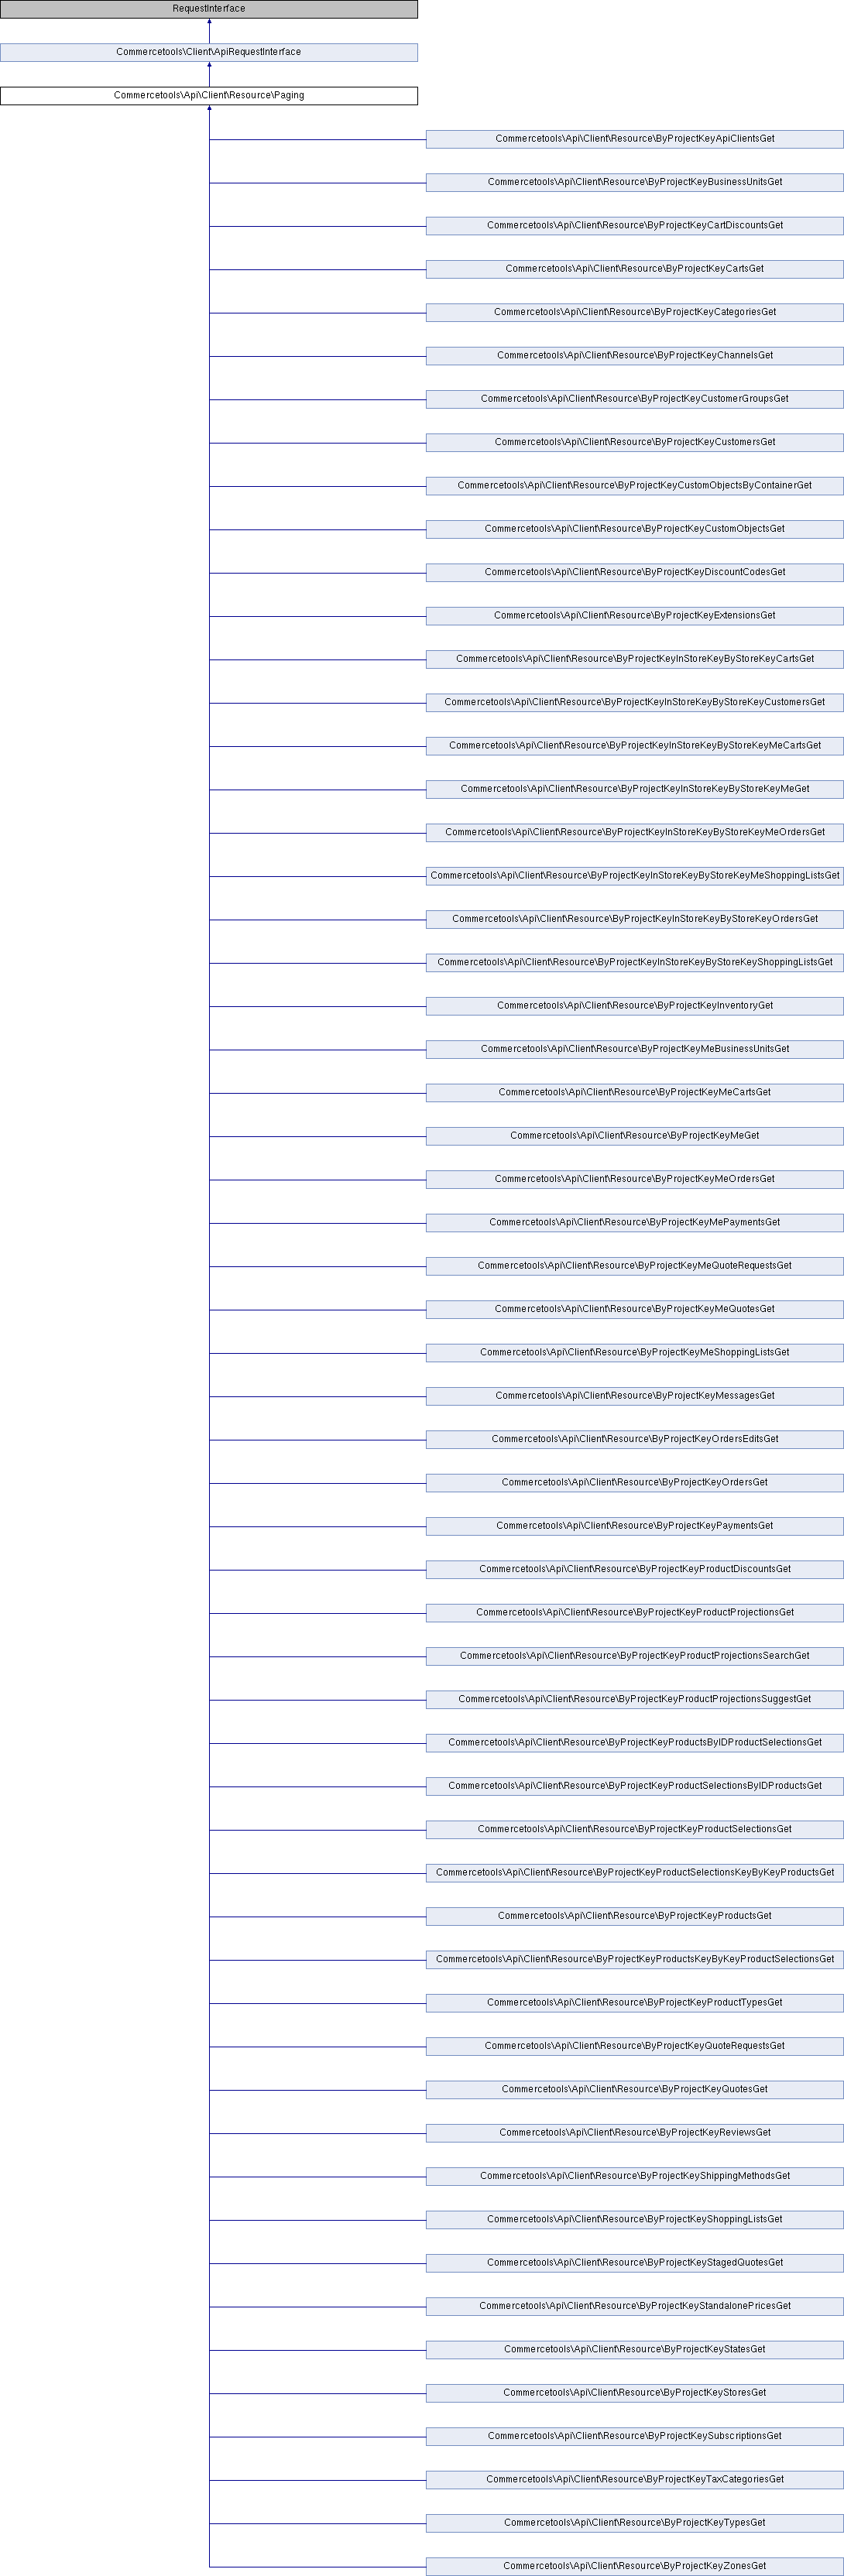 RequestInterface
Commercetools\Client\ApiRequestInterface
Commercetools\Api\Client\Resource\Paging
Commercetools\Api\Client\Resource\ByProjectKeyApiClientsGet
Commercetools\Api\Client\Resource\ByProjectKeyBusinessUnitsGet
Commercetools\Api\Client\Resource\ByProjectKeyCartDiscountsGet
Commercetools\Api\Client\Resource\ByProjectKeyCartsGet
Commercetools\Api\Client\Resource\ByProjectKeyCategoriesGet
Commercetools\Api\Client\Resource\ByProjectKeyChannelsGet
Commercetools\Api\Client\Resource\ByProjectKeyCustomerGroupsGet
Commercetools\Api\Client\Resource\ByProjectKeyCustomersGet
Commercetools\Api\Client\Resource\ByProjectKeyCustomObjectsByContainerGet
Commercetools\Api\Client\Resource\ByProjectKeyCustomObjectsGet
Commercetools\Api\Client\Resource\ByProjectKeyDiscountCodesGet
Commercetools\Api\Client\Resource\ByProjectKeyExtensionsGet
Commercetools\Api\Client\Resource\ByProjectKeyInStoreKeyByStoreKeyCartsGet
Commercetools\Api\Client\Resource\ByProjectKeyInStoreKeyByStoreKeyCustomersGet
Commercetools\Api\Client\Resource\ByProjectKeyInStoreKeyByStoreKeyMeCartsGet
Commercetools\Api\Client\Resource\ByProjectKeyInStoreKeyByStoreKeyMeGet
Commercetools\Api\Client\Resource\ByProjectKeyInStoreKeyByStoreKeyMeOrdersGet
Commercetools\Api\Client\Resource\ByProjectKeyInStoreKeyByStoreKeyMeShoppingListsGet
Commercetools\Api\Client\Resource\ByProjectKeyInStoreKeyByStoreKeyOrdersGet
Commercetools\Api\Client\Resource\ByProjectKeyInStoreKeyByStoreKeyShoppingListsGet
Commercetools\Api\Client\Resource\ByProjectKeyInventoryGet
Commercetools\Api\Client\Resource\ByProjectKeyMeBusinessUnitsGet
Commercetools\Api\Client\Resource\ByProjectKeyMeCartsGet
Commercetools\Api\Client\Resource\ByProjectKeyMeGet
Commercetools\Api\Client\Resource\ByProjectKeyMeOrdersGet
Commercetools\Api\Client\Resource\ByProjectKeyMePaymentsGet
Commercetools\Api\Client\Resource\ByProjectKeyMeQuoteRequestsGet
Commercetools\Api\Client\Resource\ByProjectKeyMeQuotesGet
Commercetools\Api\Client\Resource\ByProjectKeyMeShoppingListsGet
Commercetools\Api\Client\Resource\ByProjectKeyMessagesGet
Commercetools\Api\Client\Resource\ByProjectKeyOrdersEditsGet
Commercetools\Api\Client\Resource\ByProjectKeyOrdersGet
Commercetools\Api\Client\Resource\ByProjectKeyPaymentsGet
Commercetools\Api\Client\Resource\ByProjectKeyProductDiscountsGet
Commercetools\Api\Client\Resource\ByProjectKeyProductProjectionsGet
Commercetools\Api\Client\Resource\ByProjectKeyProductProjectionsSearchGet
Commercetools\Api\Client\Resource\ByProjectKeyProductProjectionsSuggestGet
Commercetools\Api\Client\Resource\ByProjectKeyProductsByIDProductSelectionsGet
Commercetools\Api\Client\Resource\ByProjectKeyProductSelectionsByIDProductsGet
Commercetools\Api\Client\Resource\ByProjectKeyProductSelectionsGet
Commercetools\Api\Client\Resource\ByProjectKeyProductSelectionsKeyByKeyProductsGet
Commercetools\Api\Client\Resource\ByProjectKeyProductsGet
Commercetools\Api\Client\Resource\ByProjectKeyProductsKeyByKeyProductSelectionsGet
Commercetools\Api\Client\Resource\ByProjectKeyProductTypesGet
Commercetools\Api\Client\Resource\ByProjectKeyQuoteRequestsGet
Commercetools\Api\Client\Resource\ByProjectKeyQuotesGet
Commercetools\Api\Client\Resource\ByProjectKeyReviewsGet
Commercetools\Api\Client\Resource\ByProjectKeyShippingMethodsGet
Commercetools\Api\Client\Resource\ByProjectKeyShoppingListsGet
Commercetools\Api\Client\Resource\ByProjectKeyStagedQuotesGet
Commercetools\Api\Client\Resource\ByProjectKeyStandalonePricesGet
Commercetools\Api\Client\Resource\ByProjectKeyStatesGet
Commercetools\Api\Client\Resource\ByProjectKeyStoresGet
Commercetools\Api\Client\Resource\ByProjectKeySubscriptionsGet
Commercetools\Api\Client\Resource\ByProjectKeyTaxCategoriesGet
Commercetools\Api\Client\Resource\ByProjectKeyTypesGet
Commercetools\Api\Client\Resource\ByProjectKeyZonesGet